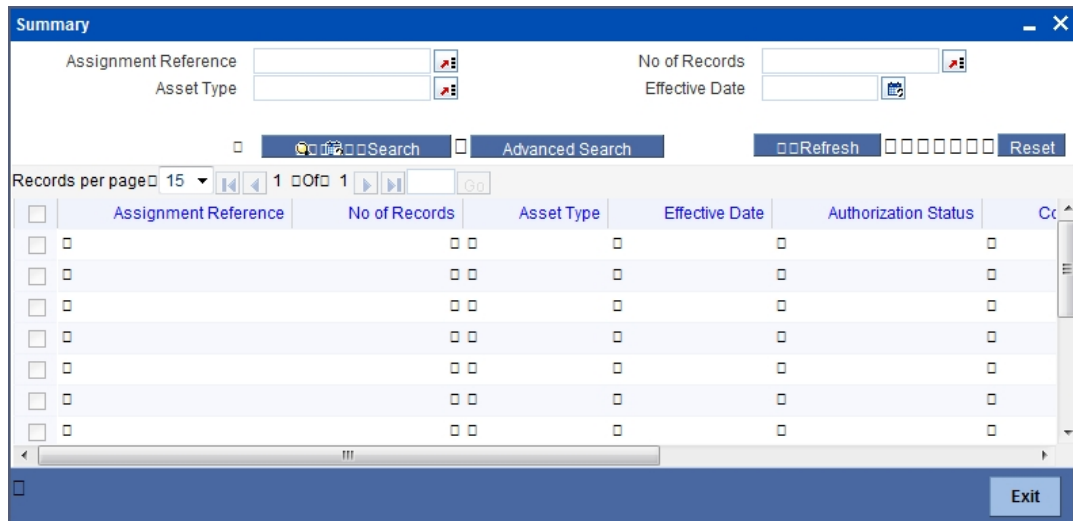 Summary
Assignment Reference No of Records
Asset Type Effective Date
Search Advanced Search Refresh Reset
Records per page 15 1 Of 1 Go
Assignment Reference No of Records Asset Type Effective Date Authorization Status
Exit